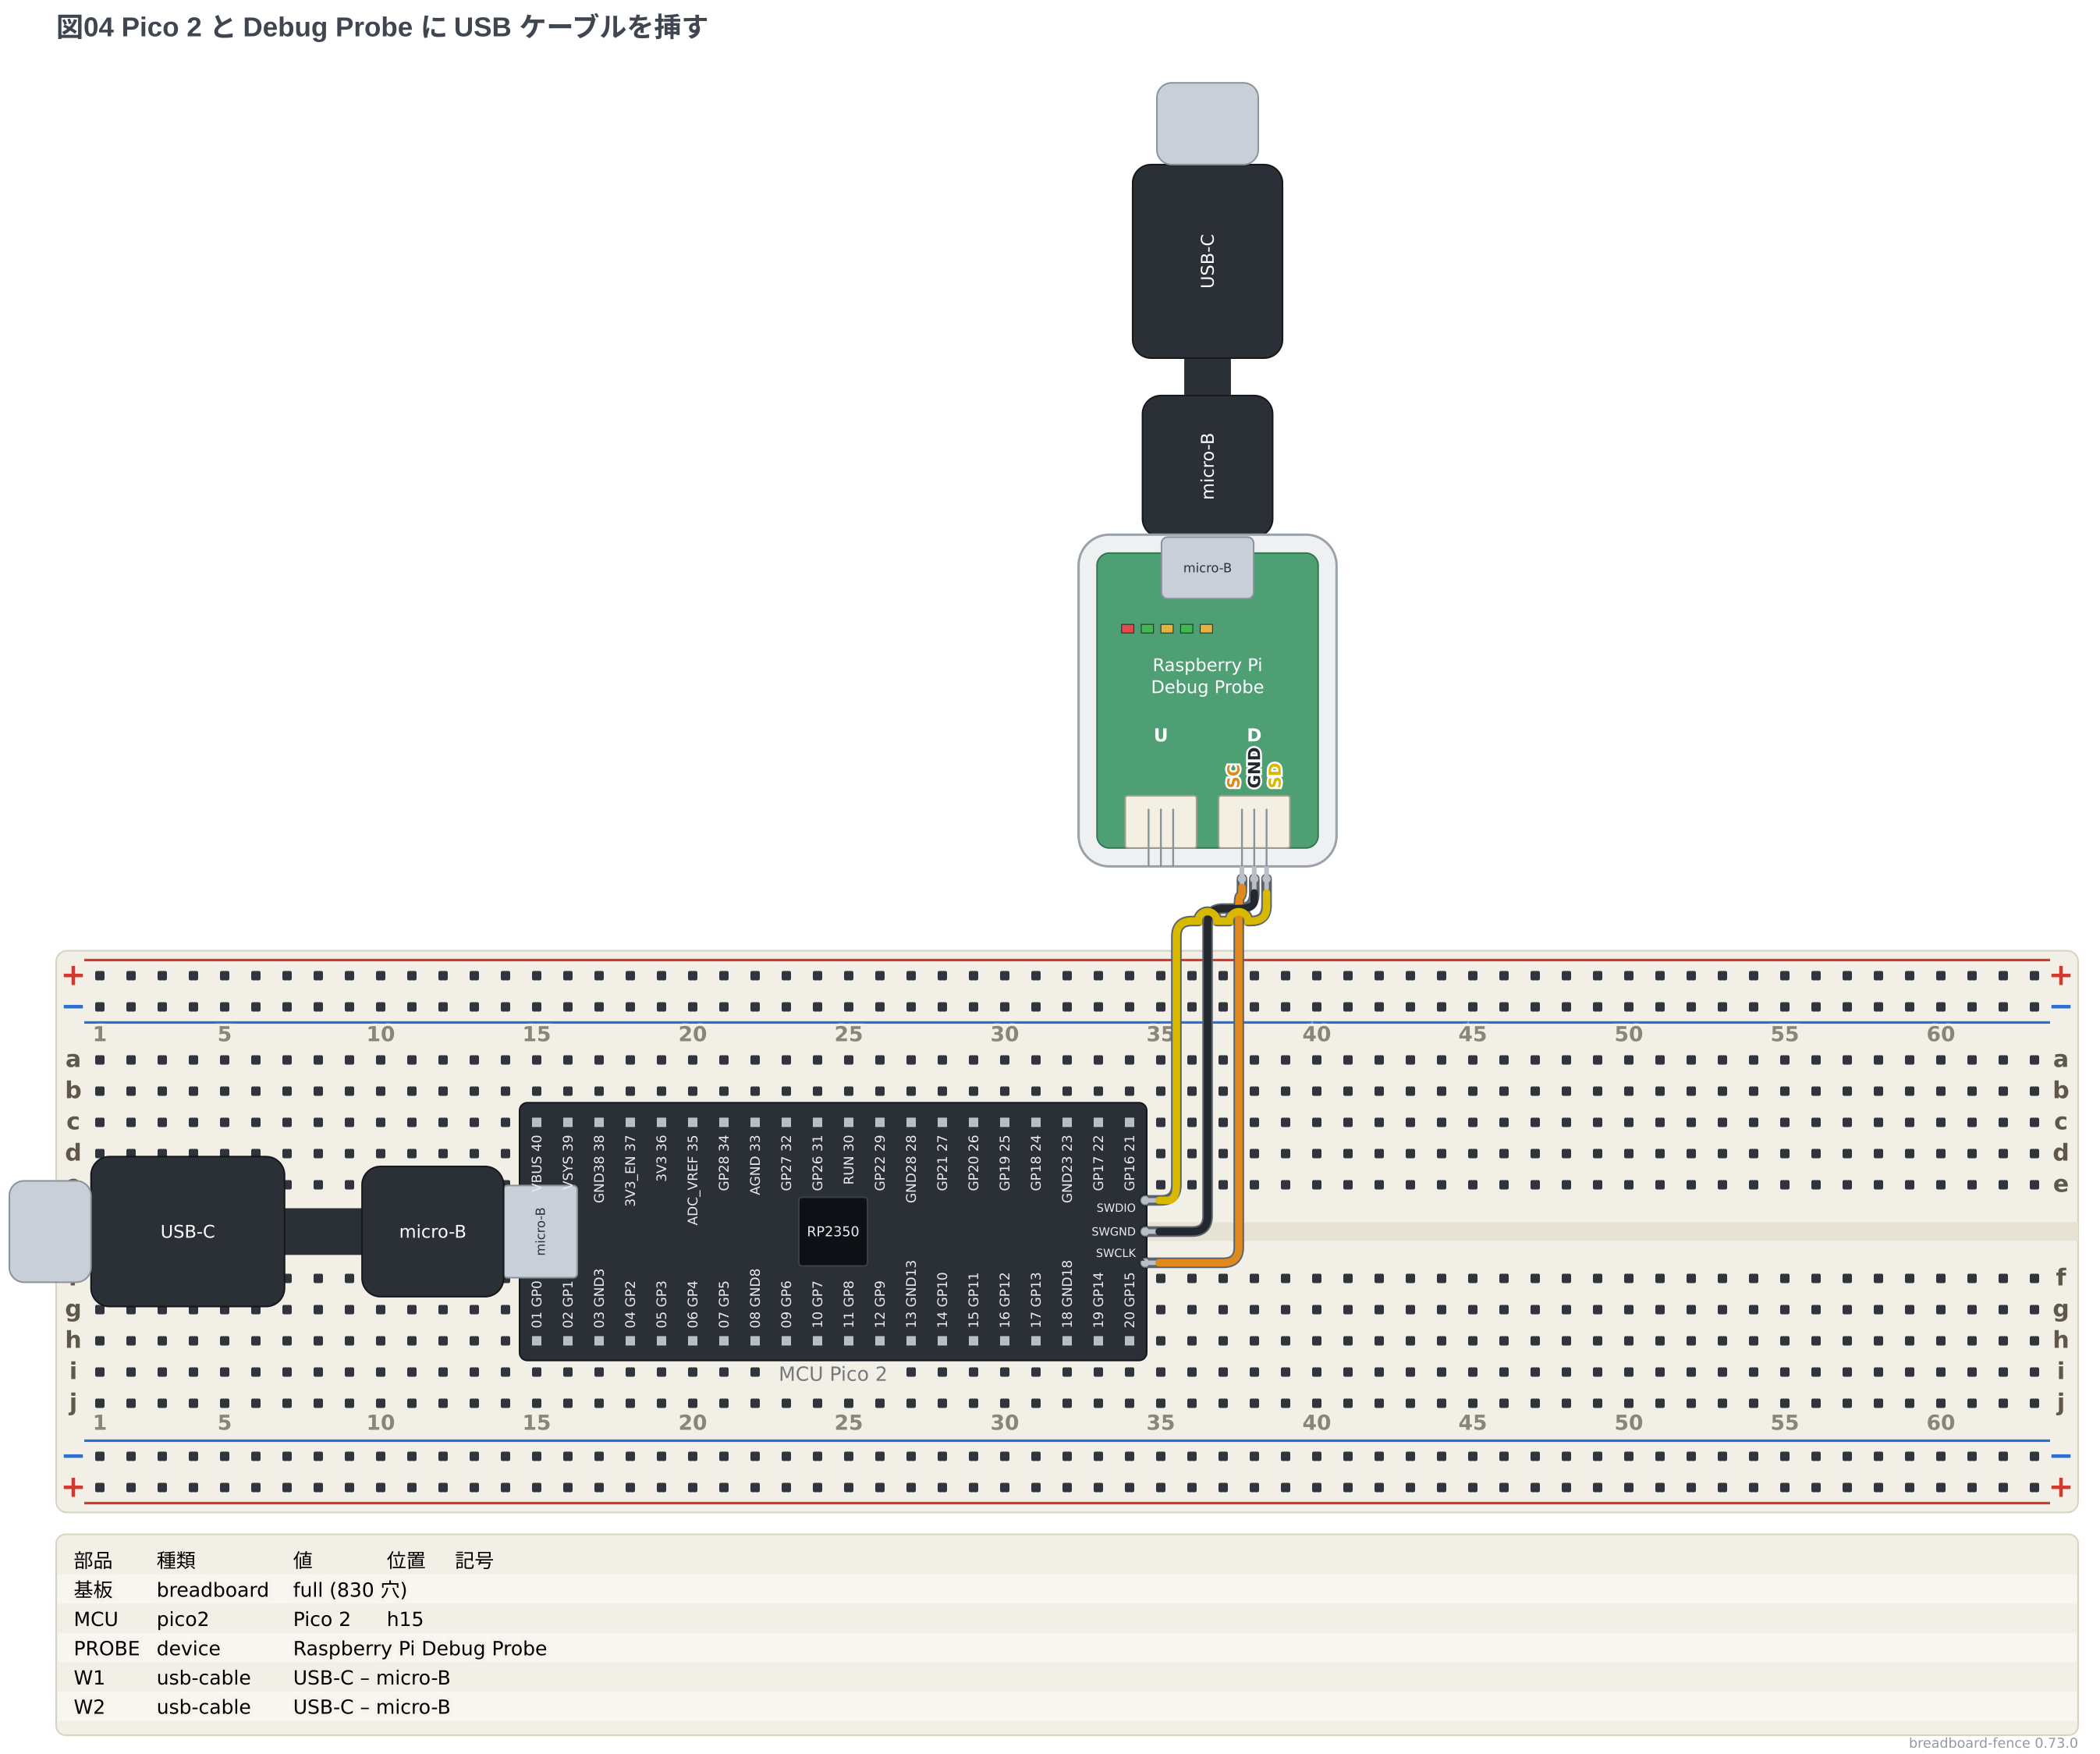 図04 Pico 2 と Debug Probe に USB ケーブルを挿す
USB-C
micro-B
micro-B
Raspberry Pi
Debug Probe
U D
SC GND SD
+ +
− −
1 5 10 15 20 25 30 35 40 45 50 55 60
a a
b b
c c
d d
VBUS 40 VSYS 39 GND38 38 3V3_EN 37 3V3 36 ADC_VREF 35 GP28 34 AGND 33 GP27 32 GP26 31 RUN 30 GP22 29 GND28 28 GP21 27 GP20 26 GP19 25 GP18 24 GND23 23 GP17 22 GP16 21
e
SWDIO
USB-C micro-B micro-B RP2350 SWGND
SWCLK
f
01 GP0 02 GP1 03 GND3 04 GP2 05 GP3 06 GP4 07 GP5 08 GND8 09 GP6 10 GP7 11 GP8 12 GP9 13 GND13 14 GP10 15 GP11 16 GP12 17 GP13 18 GND18 19 GP14 20 GP15
g g
h h
MCU Pico 2
i i
j j
1 5 10 15 20 25 30 35 40 45 50 55 60
− −
+ +
部品 種類 値 位置 記号
基板 breadboard full (830 穴)
MCU pico2 Pico 2 h15
PROBE device Raspberry Pi Debug Probe
W1 usb-cable USB-C – micro-B
W2 usb-cable USB-C – micro-B
breadboard-fence 0.73.0